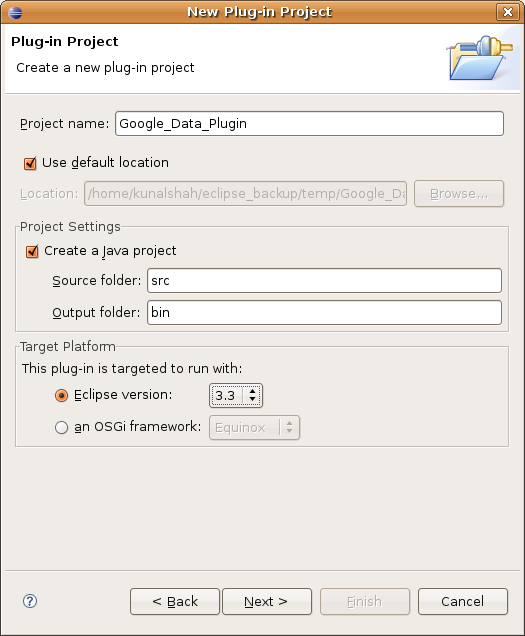 New Plug-in Project
Plug-in Project
Create a new plug-in project
Project name: Google_Data_Plugin
Use default location
Location: /home/kunalshah/eclipse_backup/temp/Google_Da Browse...
Project Settings
Create a Java project
Source folder: src
Output folder: bin
Target Platform
This plug-in is targeted to run with:
Eclipse version: 3.3
an OSGi framework: Equinox
? < Back Next > Finish Cancel